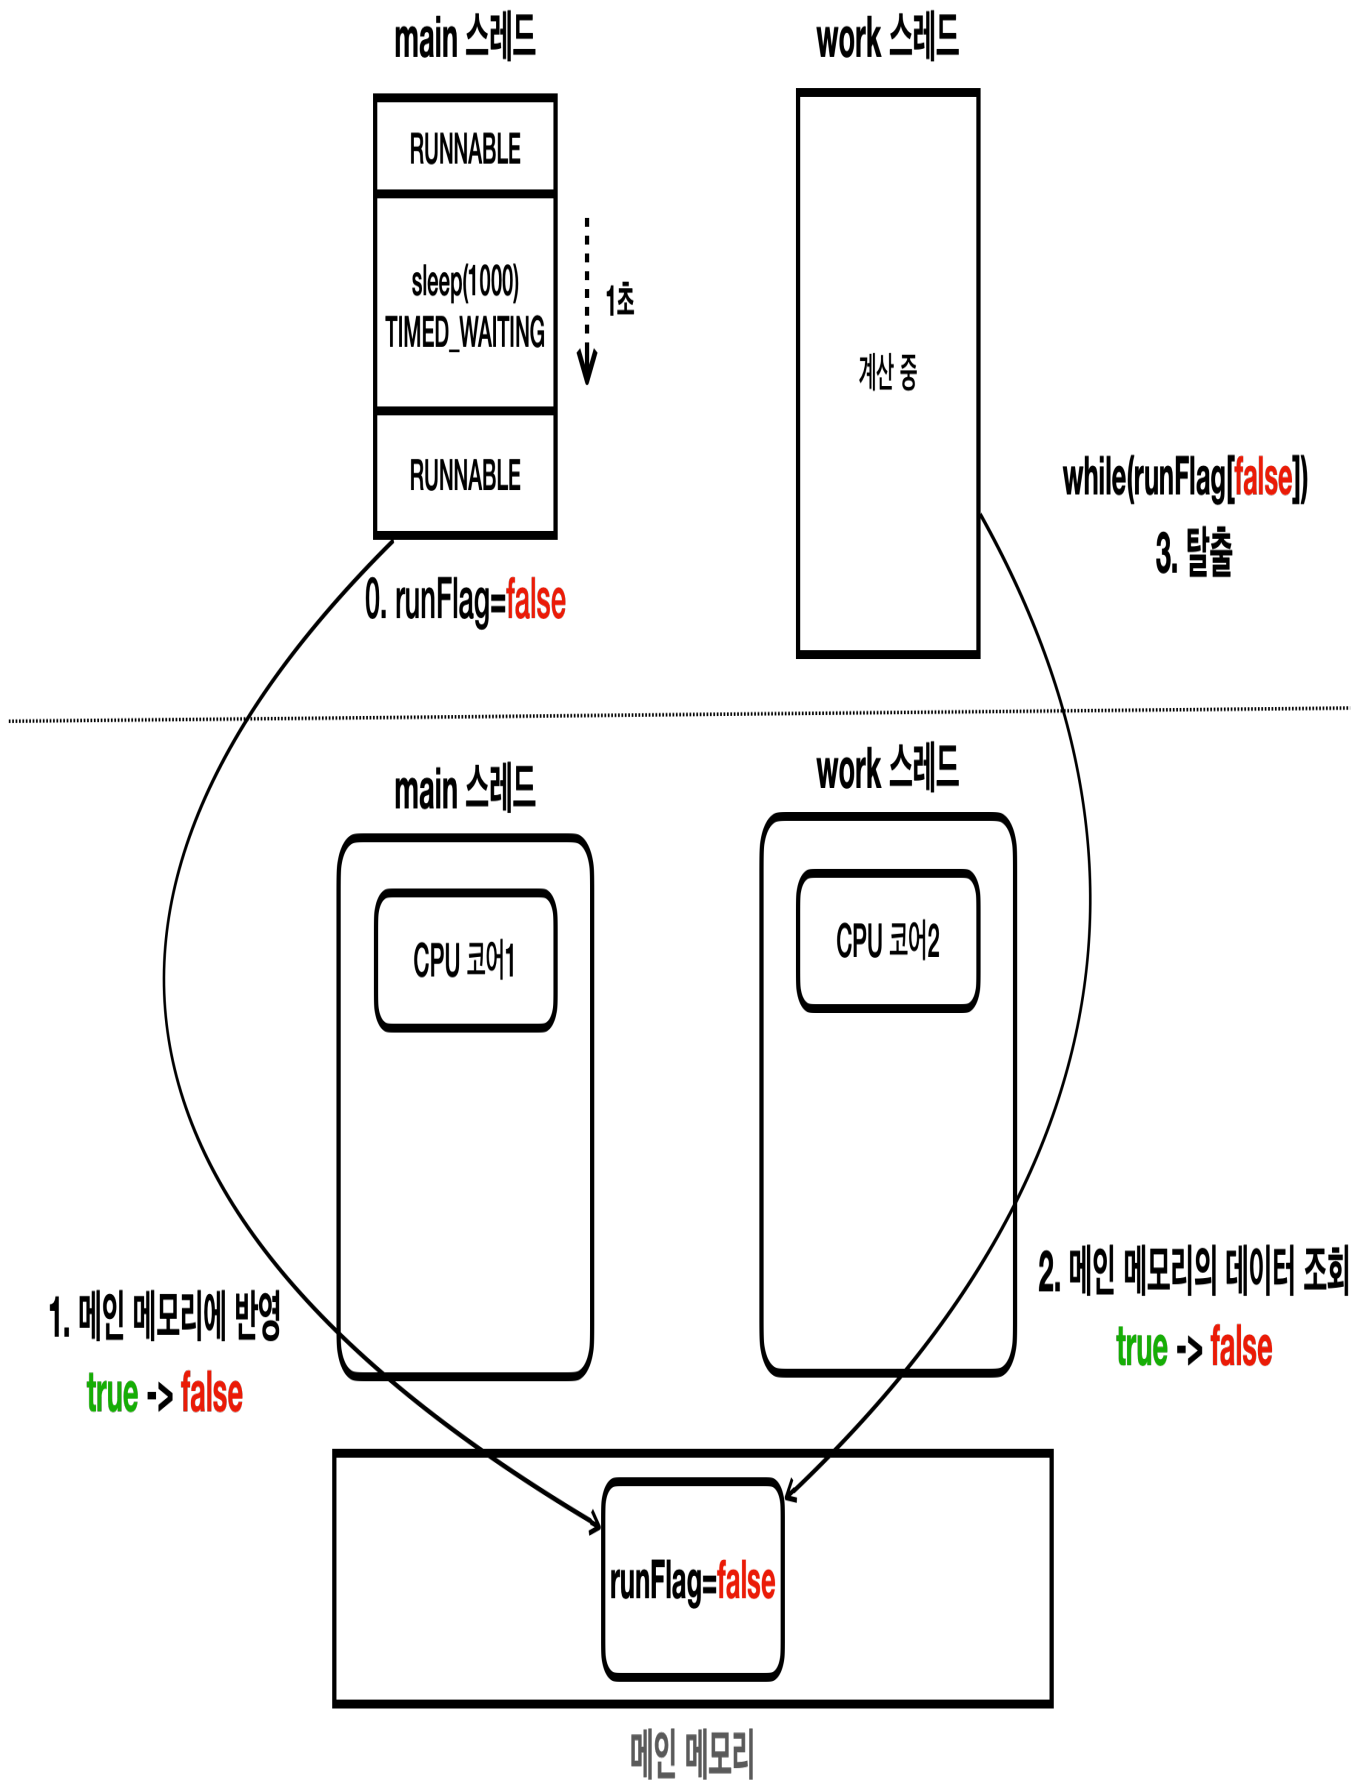 main 스레드
work 스레드
RUNNABLE
sleep(1000)
TIMED_WAITING
1초
계산 중
RUNNABLE
while(runFlag[false])
3. 탈출
0. runFlag=false
main 스레드
work 스레드
CPU 코어1
CPU 코어2
1. 메인 메모리에 반영
true -> false
2. 메인 메모리의 데이터 조회
true -> false
runFlag=false
메인 메모리